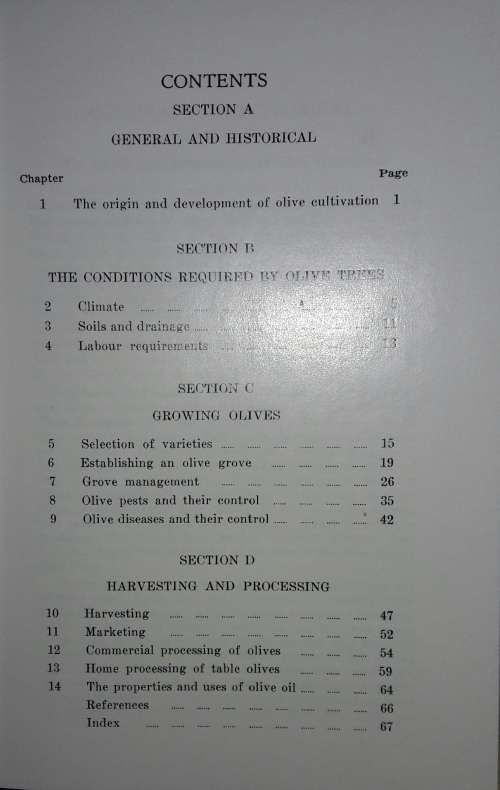 CONTENTS
SECTION A
GENERAL AND HISTORICAL
Chapter Page
1 The origin and development of olive cultivation 1
SECTION B
THE CONDITIONS REQUIRED BY OLIVE TREES
2 Climate ...... ...... ...... ...... ...... ...... ...... ...... 5
3 Soils and drainage ...... ...... ...... ...... ...... ...... ...... 11
4 Labour requirements ...... ...... ...... ...... ...... ...... 13
SECTION C
GROWING OLIVES
5 Selection of varieties ...... ...... ...... ...... ...... ...... 15
6 Establishing an olive grove ...... ...... ...... ...... 19
7 Grove management ...... ...... ...... ...... ...... ...... 26
8 Olive pests and their control ...... ...... ...... ...... 35
9 Olive diseases and their control ...... ...... ...... ...... 42
SECTION D
HARVESTING AND PROCESSING
10 Harvesting ...... ...... ...... ...... ...... ...... ...... ...... 47
11 Marketing ...... ...... ...... ...... ...... ...... ...... ...... 52
12 Commercial processing of olives ...... ...... ...... 54
13 Home processing of table olives ...... ...... ...... 59
14 The properties and uses of olive oil ...... ...... ...... 64
References ...... ...... ...... ...... ...... ...... ...... ...... 66
Index ...... ...... ...... ...... ...... ...... ...... ...... ...... 67